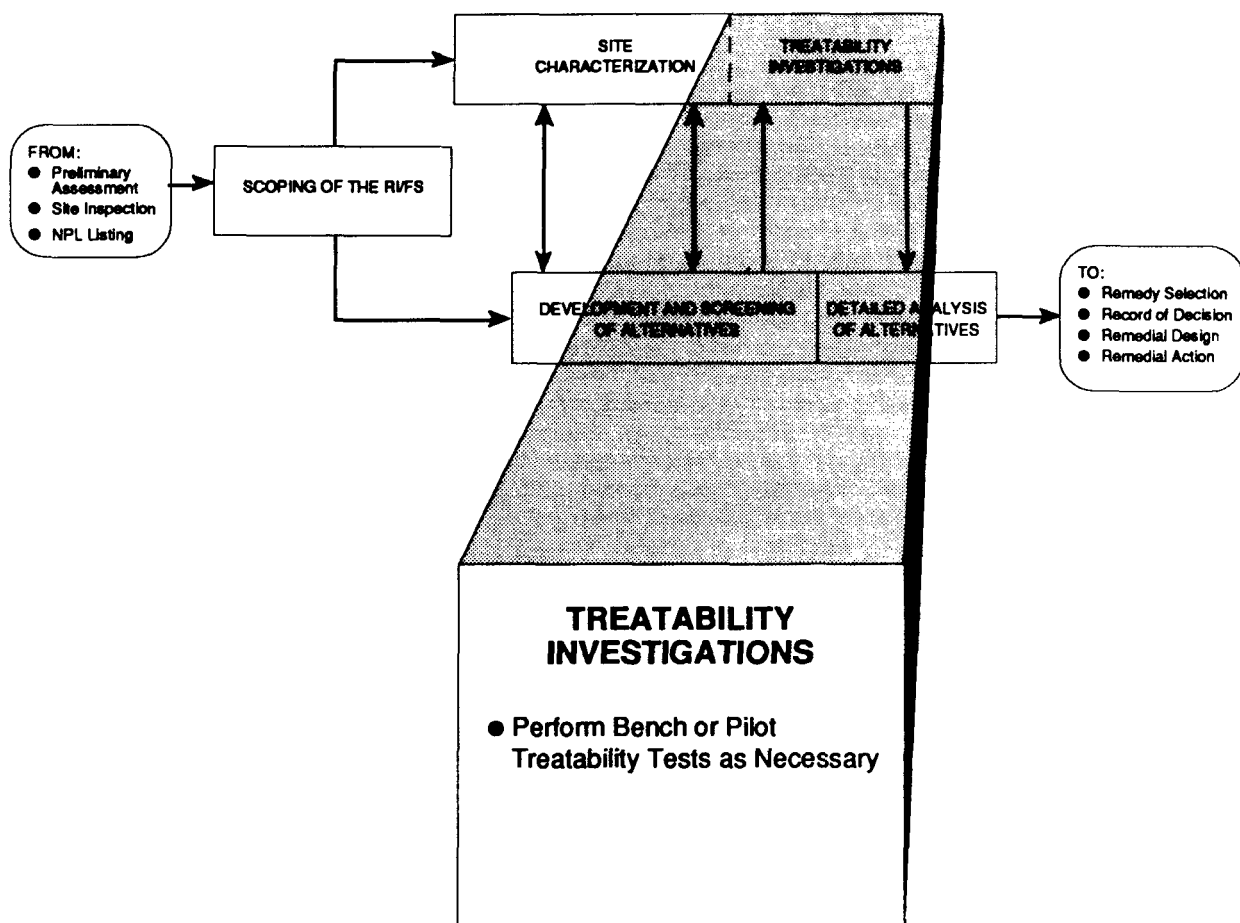 FROM:
● Preliminary
Assessment
● Site Inspection
● NPL Listing
SCOPING OF THE RI/FS
SITE
CHARACTERIZATION
TREATABILITY
INVESTIGATIONS
DEVELOPMENT AND SCREENING
OF ALTERNATIVES
DETAILED ANALYSIS
OF ALTERNATIVES
TO:
● Remedy Selection
● Record of Decision
● Remedial Design
● Remedial Action
TREATABILITY
INVESTIGATIONS
● Perform Bench or Pilot
Treatability Tests as Necessary